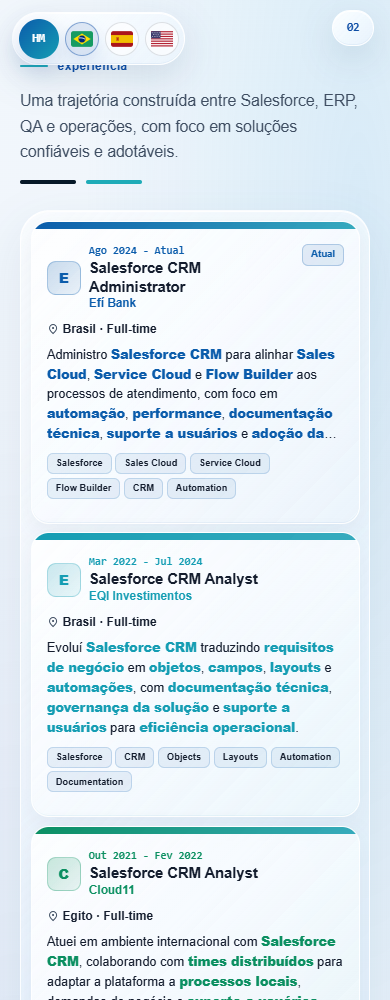 HM
02
experiência
Uma trajetória construída entre Salesforce, ERP,
QA e operações, com foco em soluções
confiáveis e adotáveis.
Ago 2024 - Atual
Atual
E
Salesforce CRM
Administrator
Efí Bank
Brasil · Full-time
Administro Salesforce CRM para alinhar Sales
Cloud, Service Cloud e Flow Builder aos
processos de atendimento, com foco em
automação, performance, documentação
técnica, suporte a usuários e adoção da…
Salesforce Sales Cloud Service Cloud
Flow Builder CRM Automation
Mar 2022 - Jul 2024
E
Salesforce CRM Analyst
EQI Investimentos
Brasil · Full-time
Evoluí Salesforce CRM traduzindo requisitos
de negócio em objetos, campos, layouts e
automações, com documentação técnica,
governança da solução e suporte a
usuários para eficiência operacional.
Salesforce CRM Objects Layouts Automation
Documentation
Out 2021 - Fev 2022
C
Salesforce CRM Analyst
Cloud11
Egito · Full-time
Atuei em ambiente internacional com Salesforce
CRM, colaborando com times distribuídos para
adaptar a plataforma a processos locais,
demandas de negócio e suporte a usuários